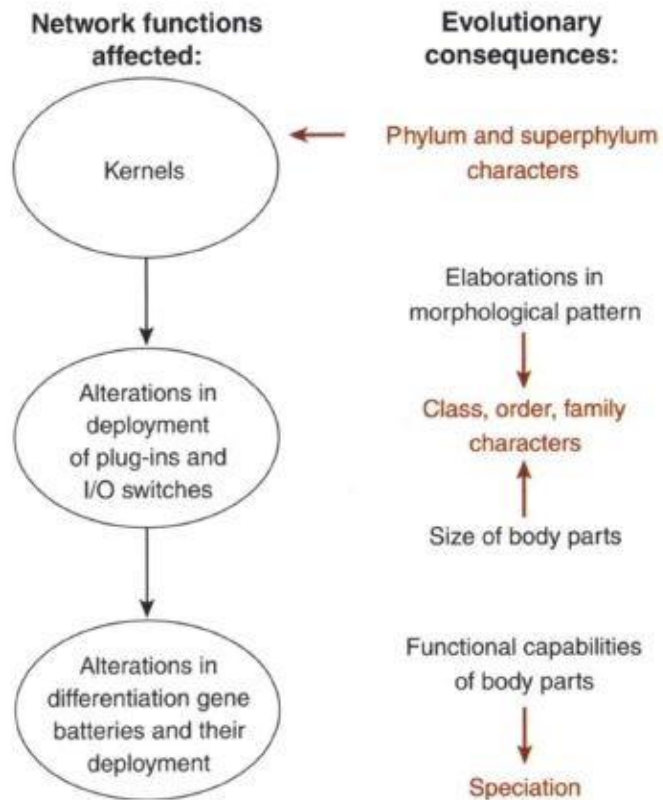 Network functions
affected:
Evolutionary
consequences:
Kernels
Phylum and superphylum
characters
Elaborations in
morphological pattern
Alterations in
deployment
of plug-ins and
I/O switches
Class, order, family
characters
Size of body parts
Alterations in
differentiation gene
batteries and their
deployment
Functional capabilities
of body parts
Speciation